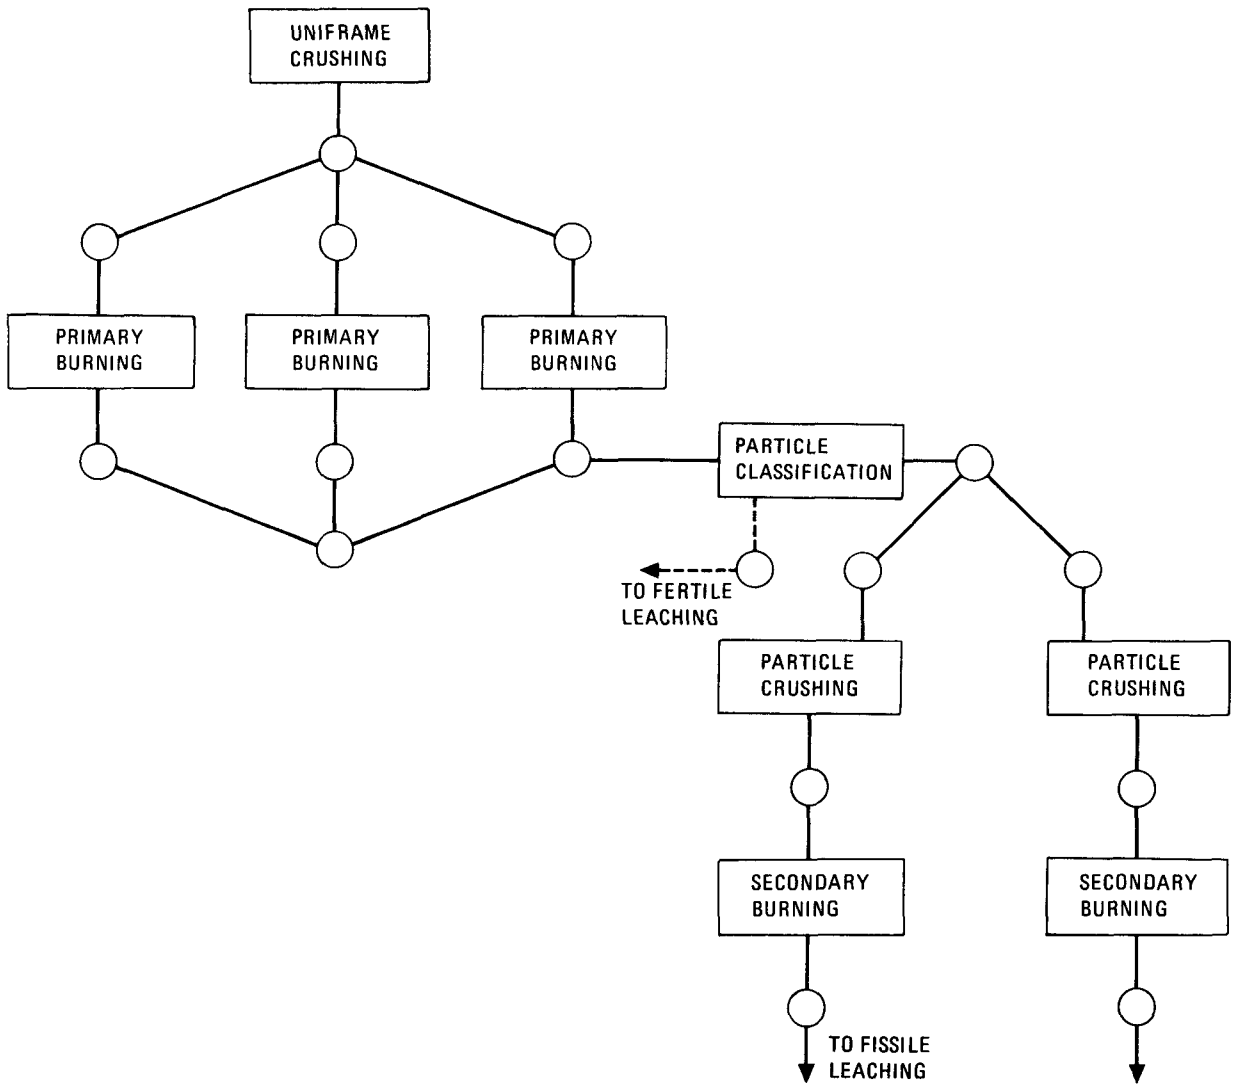 UNIFRAME
CRUSHING
PRIMARY
BURNING
PRIMARY
BURNING
PRIMARY
BURNING
PARTICLE
CLASSIFICATION
TO FERTILE
LEACHING
PARTICLE
CRUSHING
PARTICLE
CRUSHING
SECONDARY
BURNING
SECONDARY
BURNING
TO FISSILE
LEACHING